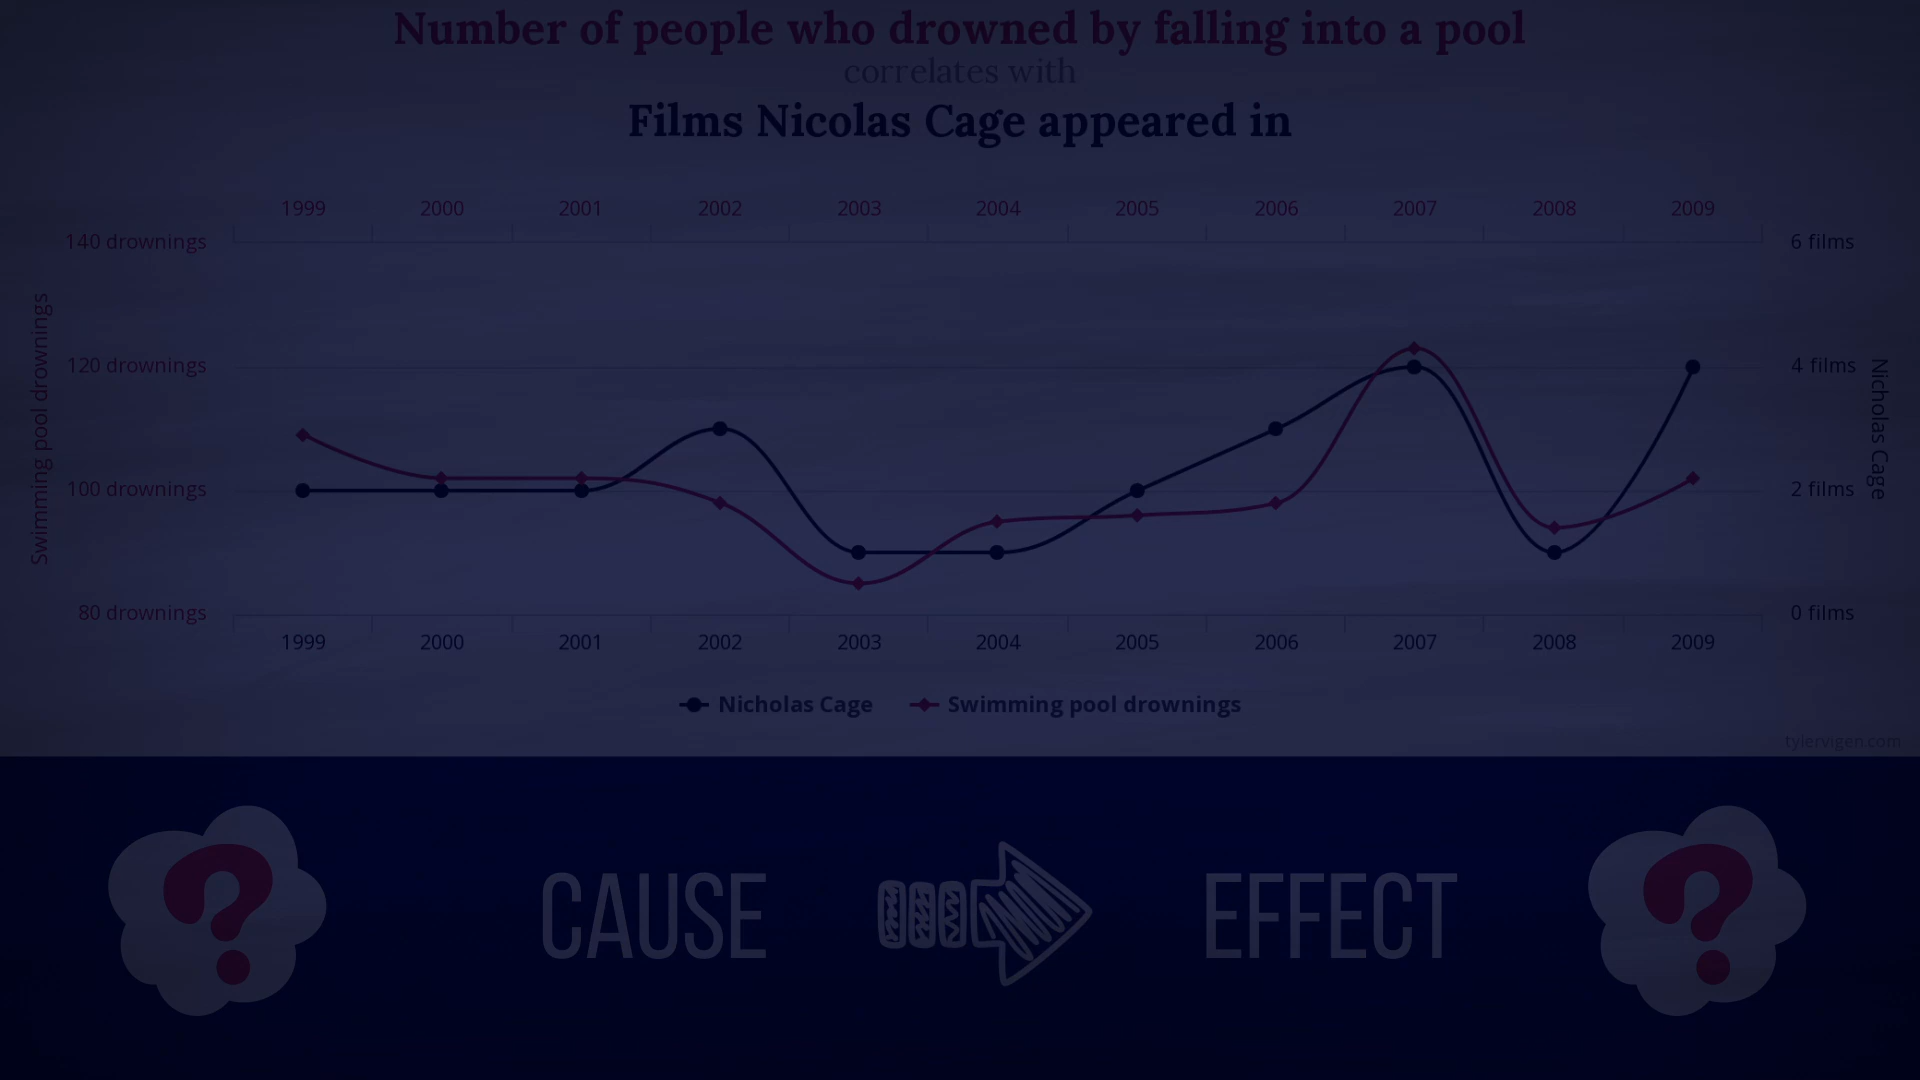 Number of people who drowned by falling into a pool
correlates with
Films Nicolas Cage appeared in
1999 2000 2001 2002 2003 2004 2005 2006 2007 2008 2009
140 drownings 6 films
120 drownings 4 films
100 drownings 2 films
80 drownings 0 films
Swimming pool drownings
Nicholas Cage
1999 2000 2001 2002 2003 2004 2005 2006 2007 2008 2009
Nicholas Cage Swimming pool drownings
tylervigen.com
? CAUSE EFFECT ?